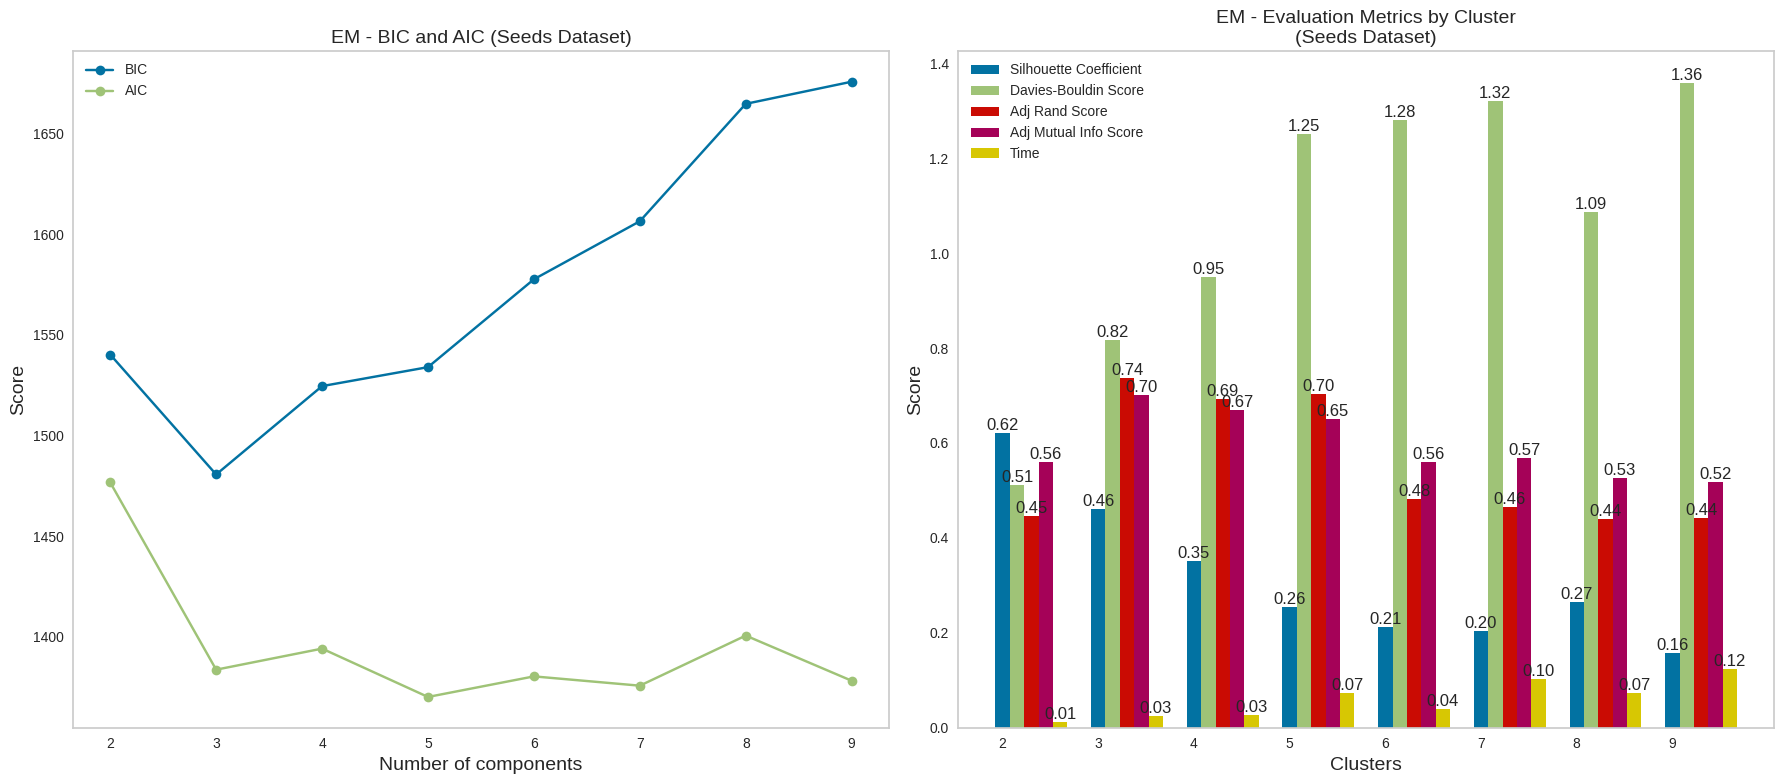 EM - BIC and AIC (Seeds Dataset)
BIC
AIC
1650
1600
1550
1500
1450
1400
Score
2 3 4 5 6 7 8 9
Number of components
EM - Evaluation Metrics by Cluster
(Seeds Dataset)
Silhouette Coefficient
Davies-Bouldin Score
Adj Rand Score
Adj Mutual Info Score
Time
1.4
1.2
1.0
0.8
0.6
0.4
0.2
0.0
Score
0.62 0.51 0.45 0.56 0.01
0.46 0.82 0.74 0.70 0.03
0.35 0.95 0.69 0.67 0.03
0.26 1.25 0.70 0.65 0.07
0.21 1.28 0.48 0.56 0.04
0.20 1.32 0.46 0.57 0.10
0.27 1.09 0.44 0.53 0.07
0.16 1.36 0.44 0.52 0.12
2 3 4 5 6 7 8 9
Clusters